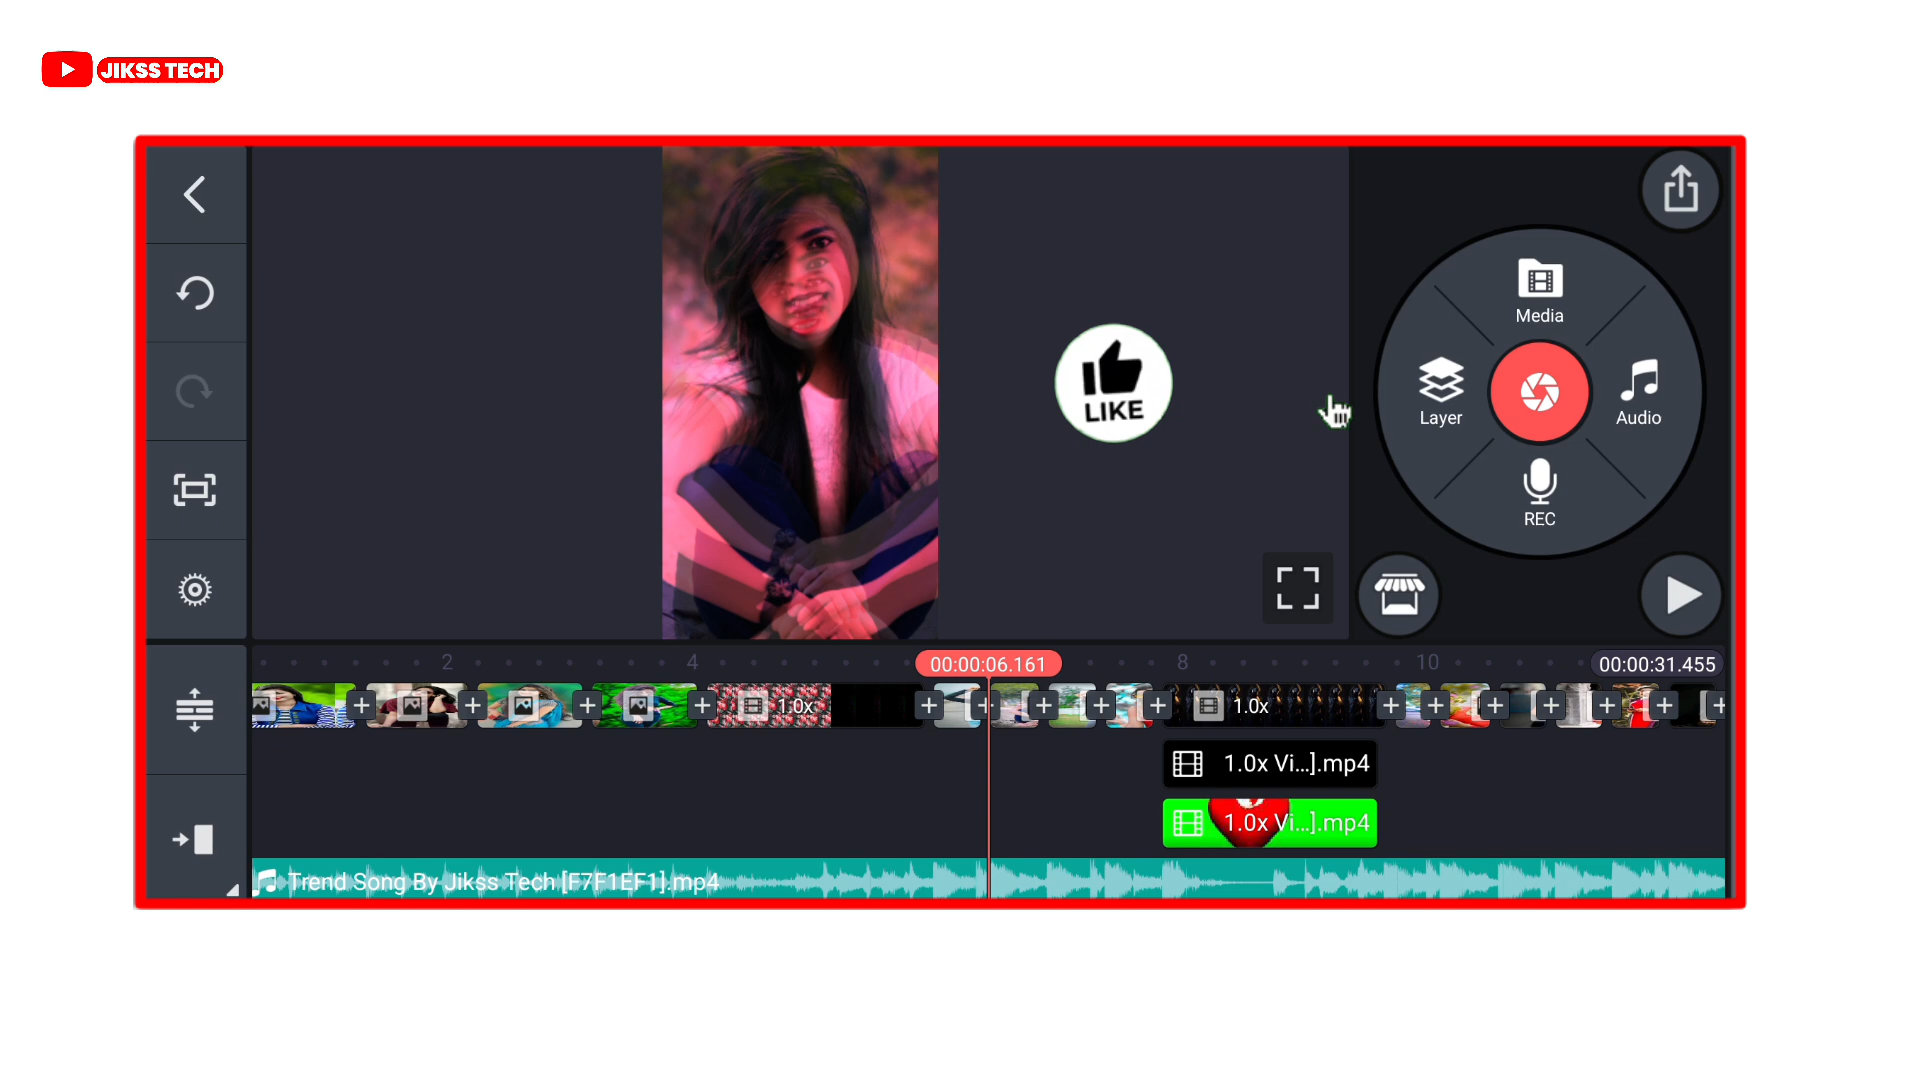 JIKSS TECH
Media
Layer
Audio
REC
LIKE
2
4
00:00:06.161
8
10
00:00:31.455
1.0x
1.0x
1.0x Vi...].mp4
1.0x Vi...].mp4
Trend Song By Jikss Tech [F7F1EF1].mp4